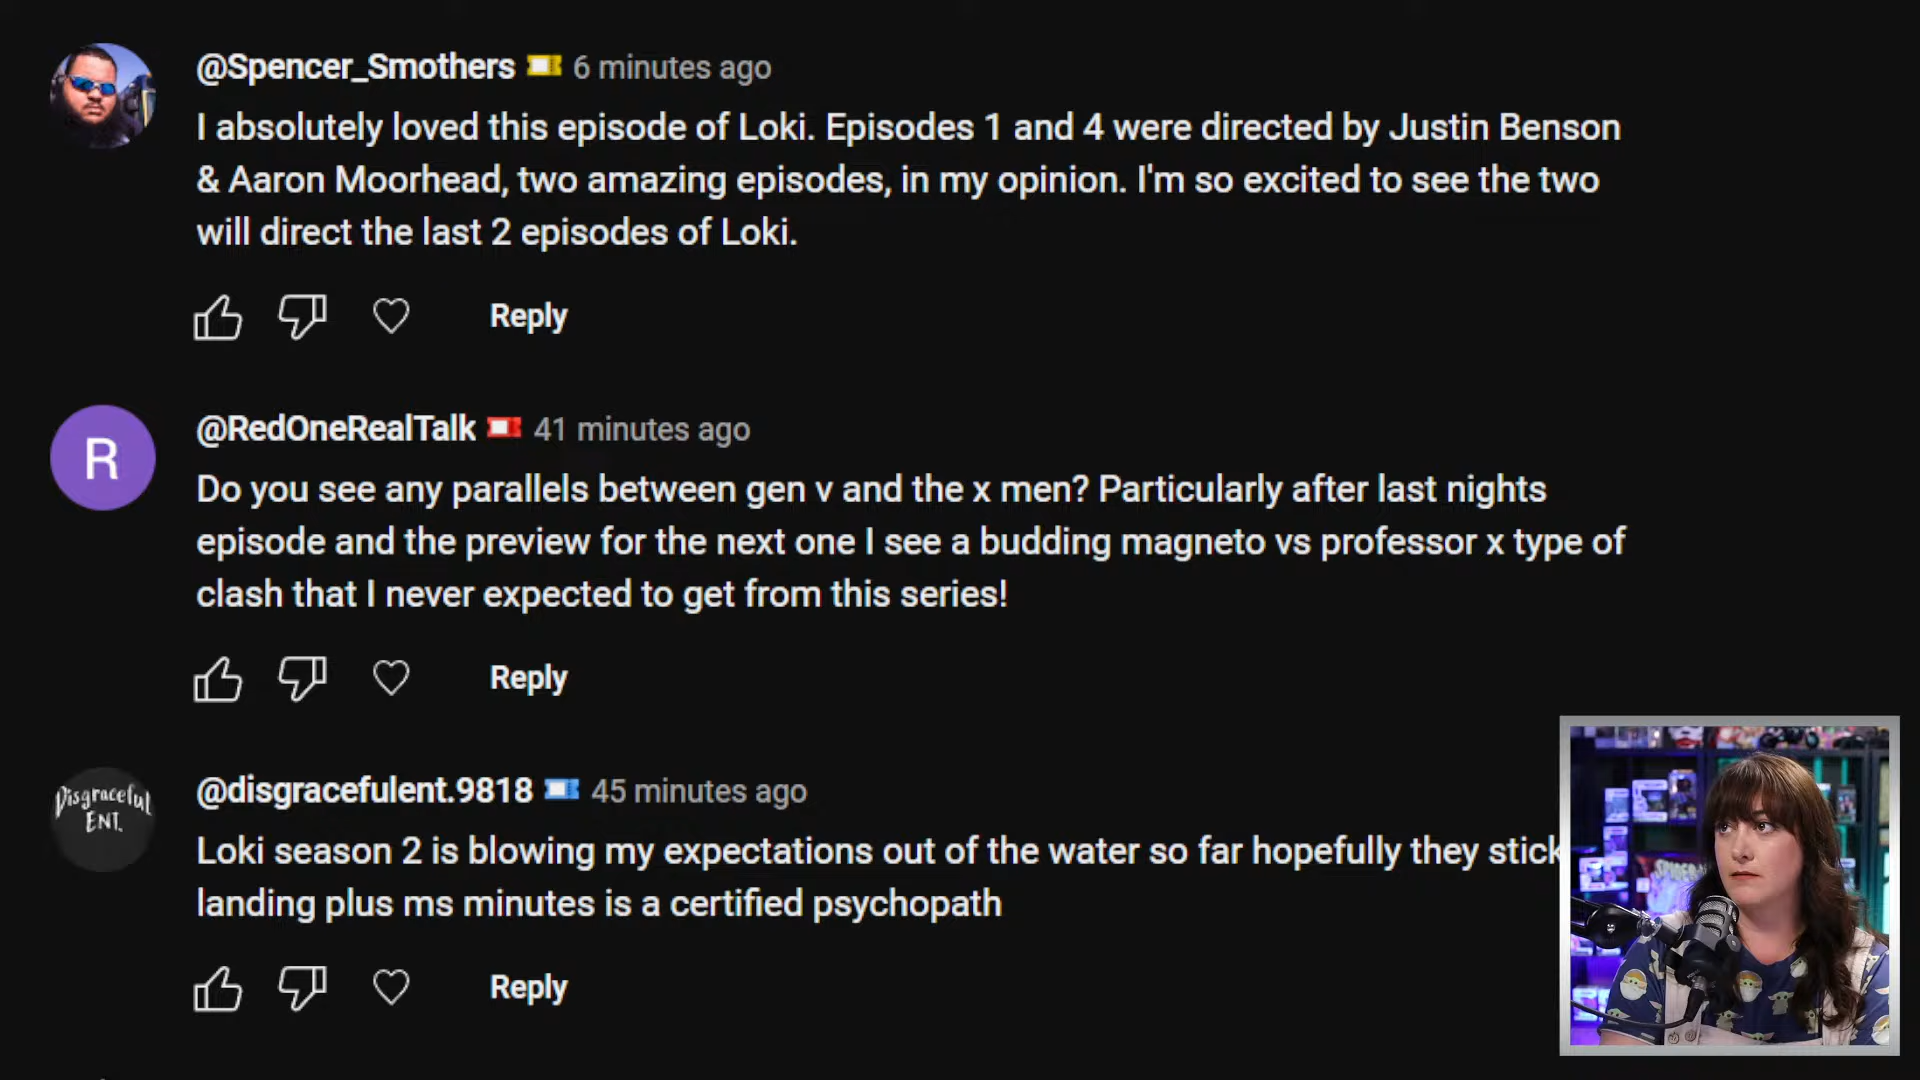 @Spencer_Smothers 6 minutes ago
I absolutely loved this episode of Loki. Episodes 1 and 4 were directed by Justin Benson
& Aaron Moorhead, two amazing episodes, in my opinion. I'm so excited to see the two
will direct the last 2 episodes of Loki.
Reply
R
@RedOneRealTalk 41 minutes ago
Do you see any parallels between gen v and the x men? Particularly after last nights
episode and the preview for the next one I see a budding magneto vs professor x type of
clash that I never expected to get from this series!
Reply
Disgraceful
ENT.
@disgracefulent.9818 45 minutes ago
Loki season 2 is blowing my expectations out of the water so far hopefully they stick
landing plus ms minutes is a certified psychopath
Reply